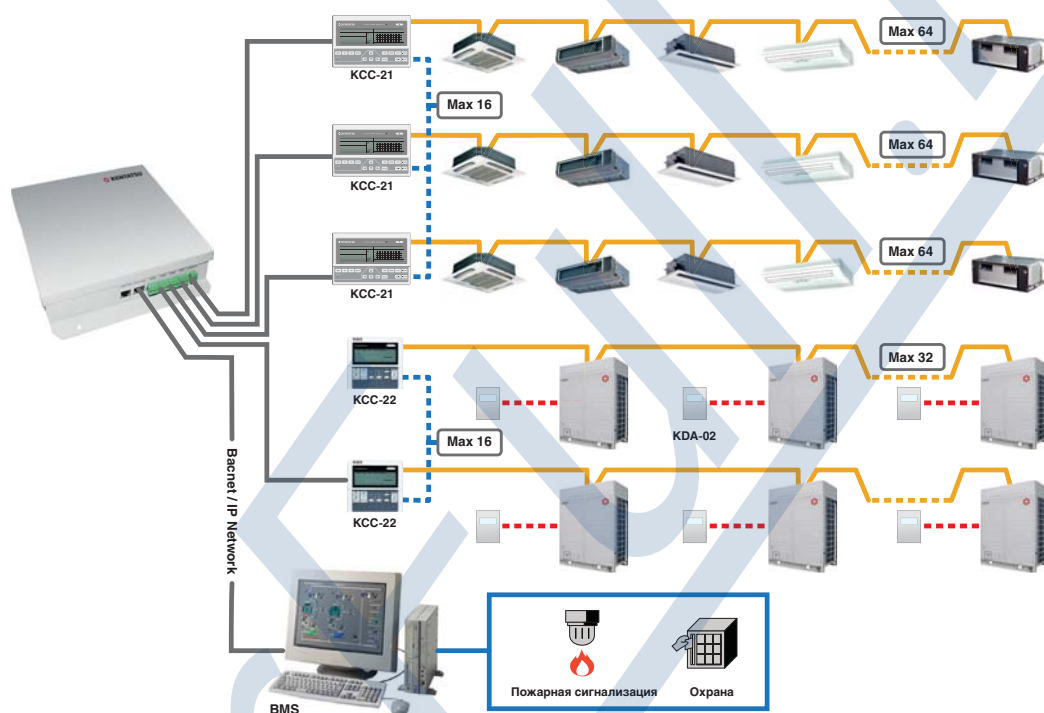 Max 64
KCC-21
Max 16
Max 64
KENTATSU
KCC-21
Max 64
KCC-21
Max 32
KCC-22
KDA-02
Max 16
KCC-22
Bacnet / IP Network
Пожарная сигнализация
Охрана
BMS